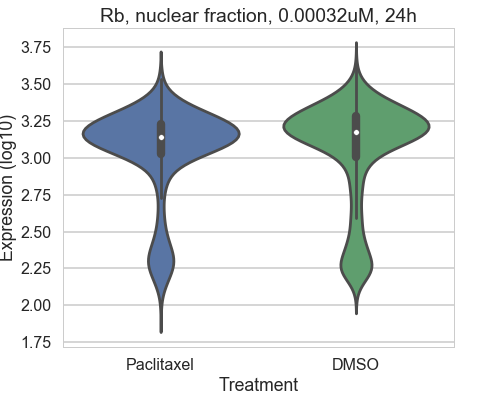 Rb, nuclear fraction, 0.00032uM, 24h
3.75
3.50
3.25
3.00
2.75
2.50
2.25
2.00
1.75
Expression (log10)
Paclitaxel DMSO
Treatment